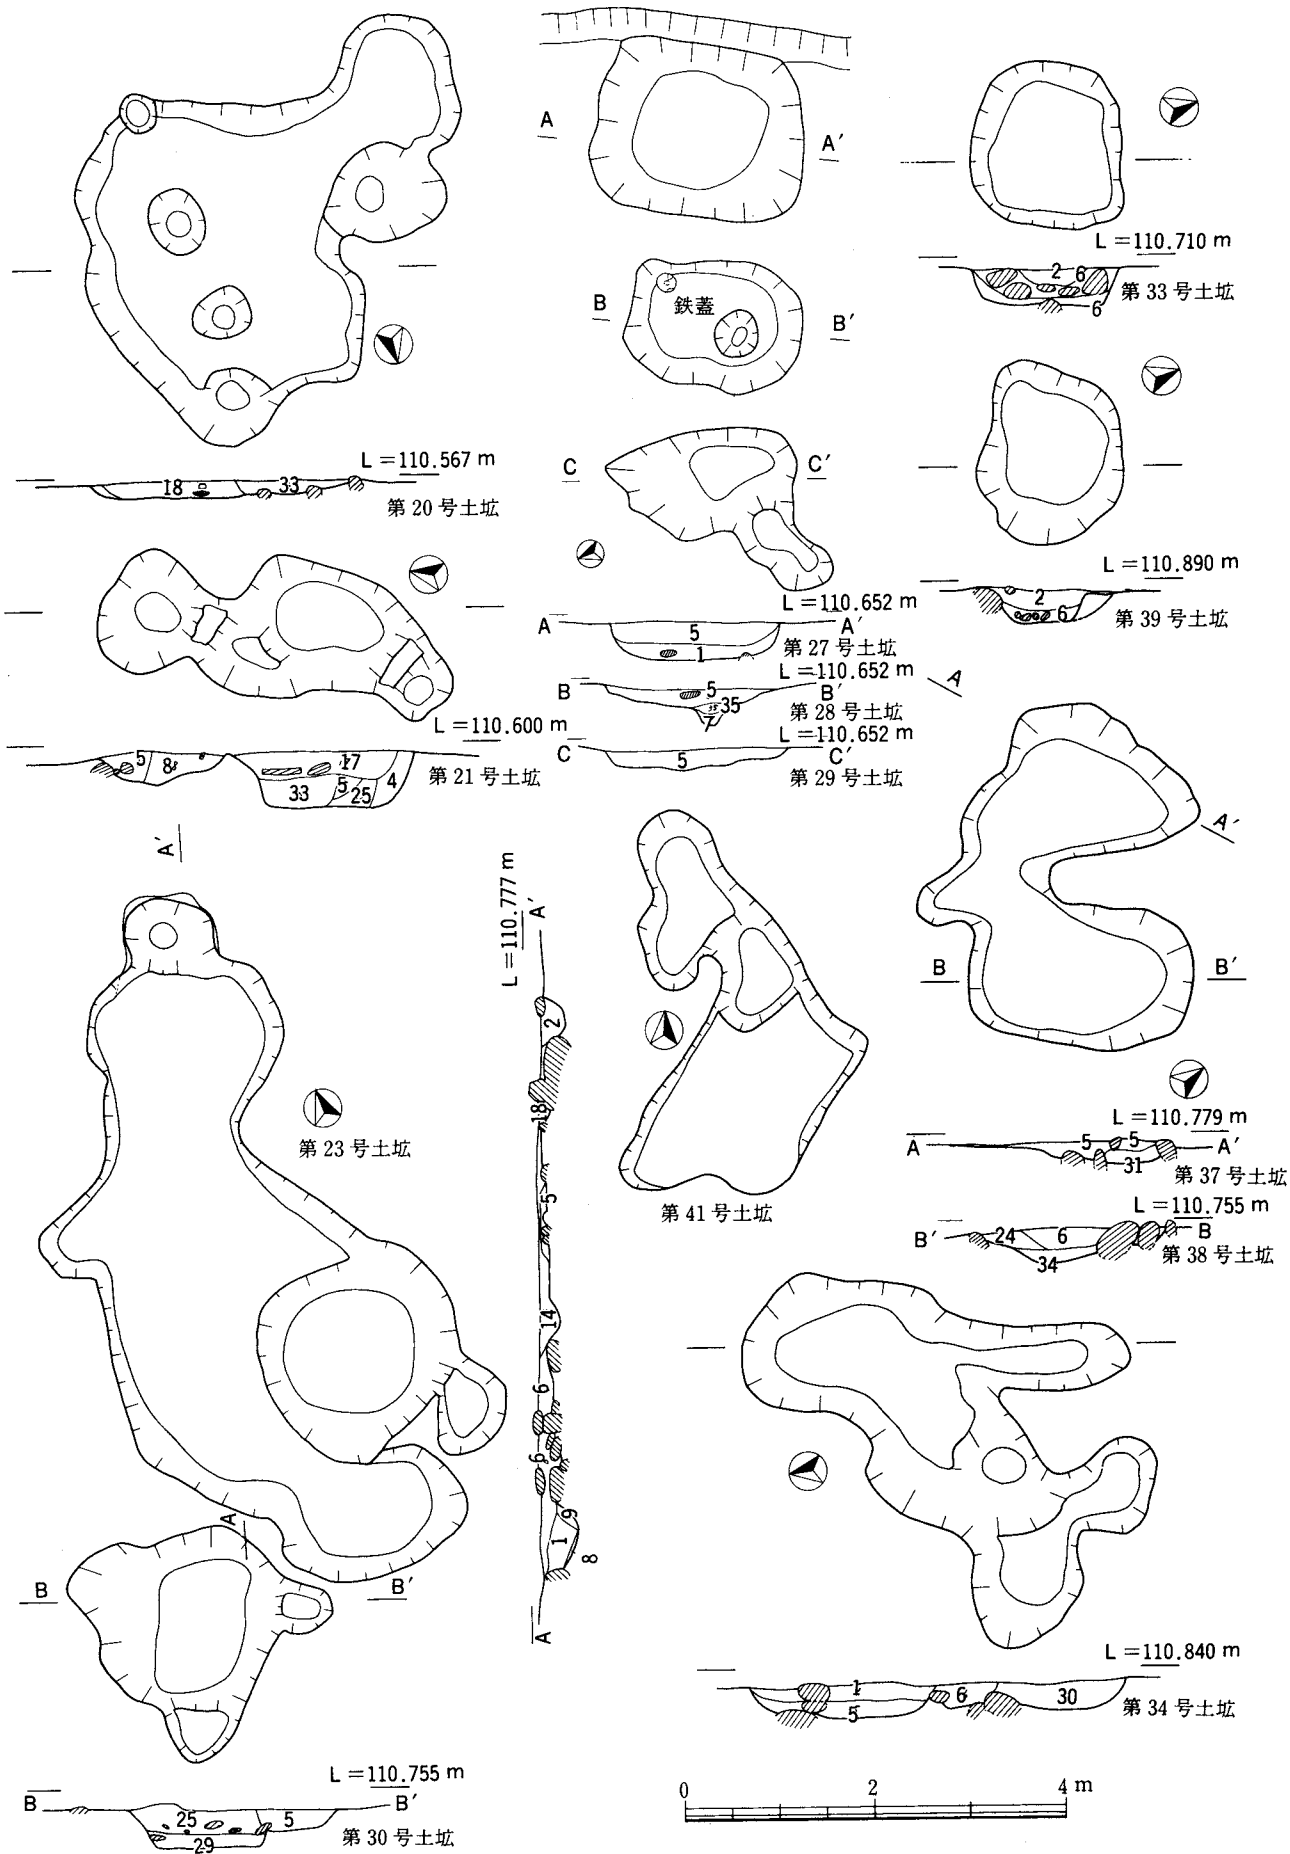 A
A′
L＝110.710 m
2
6
6
第 33 号土坑
B
鉄蓋
B′
L＝110.567 m
18
33
第 20 号土坑
C
C′
L＝110.890 m
2
6
第 39 号土坑
L＝110.652 m
A
5
1
A′
第 27 号土坑
L＝110.652 m
B
5
35
7
B′
第 28 号土坑
L＝110.652 m
C
5
C′
第 29 号土坑
L＝110.600 m
5
8
17
33
5
25
4
第 21 号土坑
A
A′
B
B′
A′
第 23 号土坑
A
L＝110.777 m
A′
2
18
5
14
6
6
9
1
8
A
第 41 号土坑
L＝110.779 m
A
5
5
31
A′
第 37 号土坑
L＝110.755 m
B′
24
6
34
B
第 38 号土坑
B
B′
L＝110.840 m
1
5
6
30
第 34 号土坑
L＝110.755 m
B
25
5
29
B′
第 30 号土坑
0
2
4 m